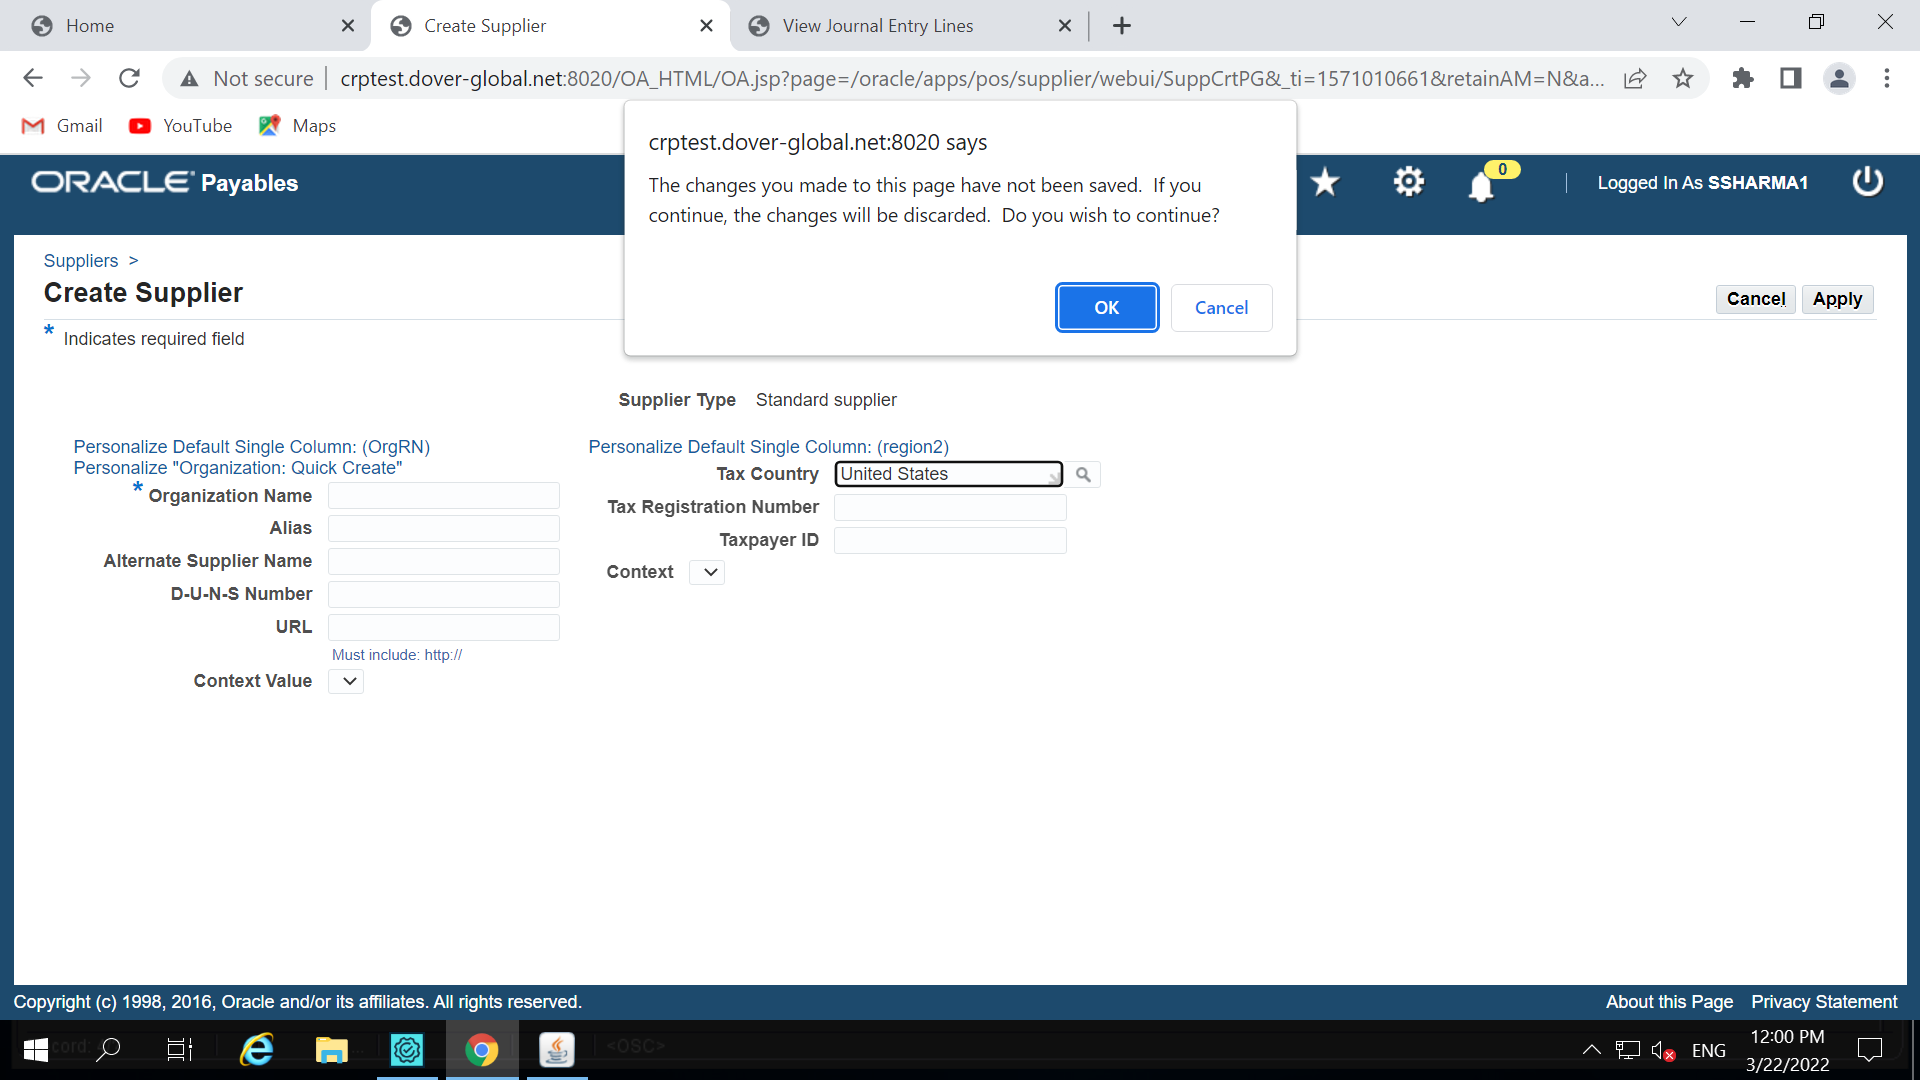 Home
Create Supplier
View Journal Entry Lines
Not secure
crptest.dover-global.net:8020/OA_HTML/OA.jsp?page=/oracle/apps/pos/supplier/webui/SuppCrtPG&_ti=1571010661&retainAM=N&a...
Gmail
YouTube
Maps
crptest.dover-global.net:8020 says
The changes you made to this page have not been saved.  If you
continue, the changes will be discarded.  Do you wish to continue?
OK
Cancel
ORACLE Payables
0
Logged In As SSHARMA1
Suppliers >
Create Supplier
Cancel
Apply
* Indicates required field
Supplier Type Standard supplier
Personalize Default Single Column: (OrgRN)
Personalize "Organization: Quick Create"
* Organization Name
Alias
Alternate Supplier Name
D-U-N-S Number
URL
Must include: http://
Context Value
Personalize Default Single Column: (region2)
Tax Country United States
Tax Registration Number
Taxpayer ID
Context
Copyright (c) 1998, 2016, Oracle and/or its affiliates. All rights reserved.
About this Page
Privacy Statement
<OSC>
ENG
12:00 PM
3/22/2022